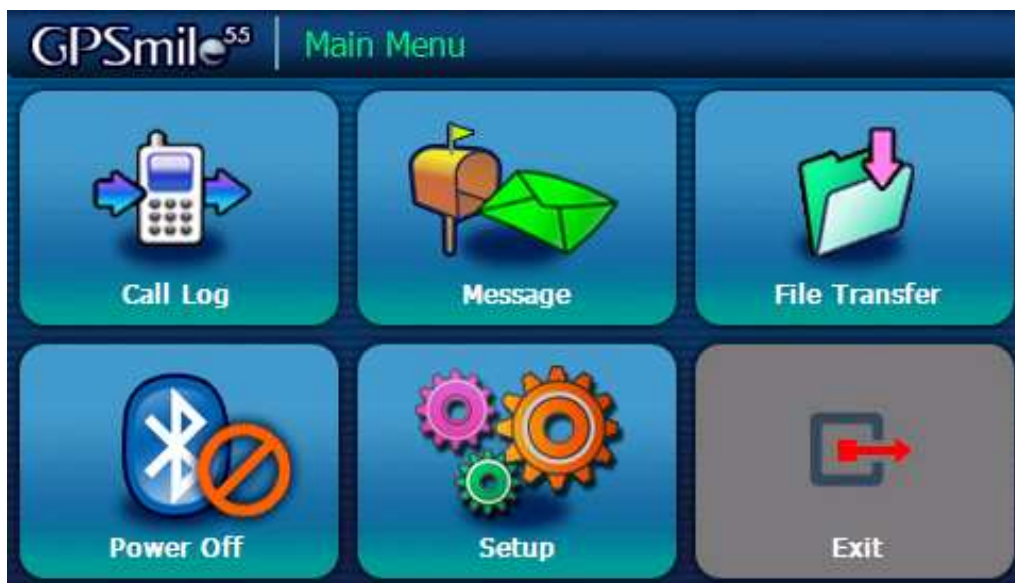 GPSmile55 | Main Menu
Call Log
Message
File Transfer
Power Off
Setup
Exit